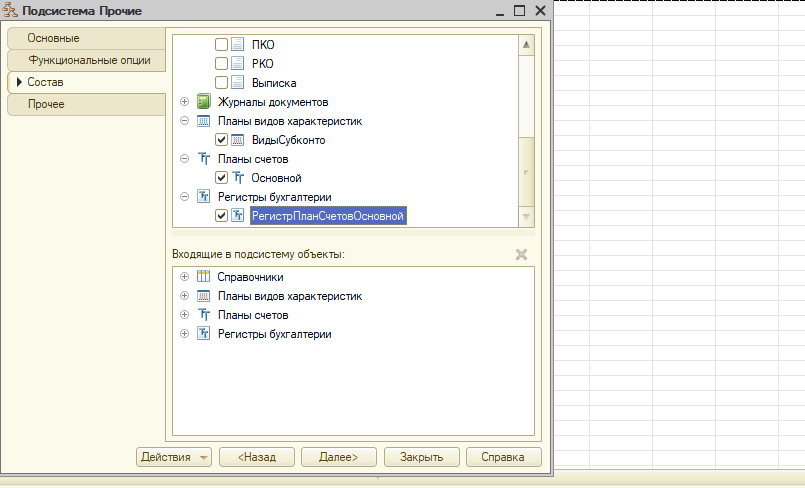 Подсистема Прочие
Основные
Функциональные опции
Состав
Прочее
ПКО
РКО
Выписка
Журналы документов
Планы видов характеристик
ВидыСубконто
Планы счетов
Основной
Регистры бухгалтерии
РегистрПланСчетовОсновной
Входящие в подсистему объекты:
Справочники
Планы видов характеристик
Планы счетов
Регистры бухгалтерии
Действия
<Назад
Далее>
Закрыть
Справка